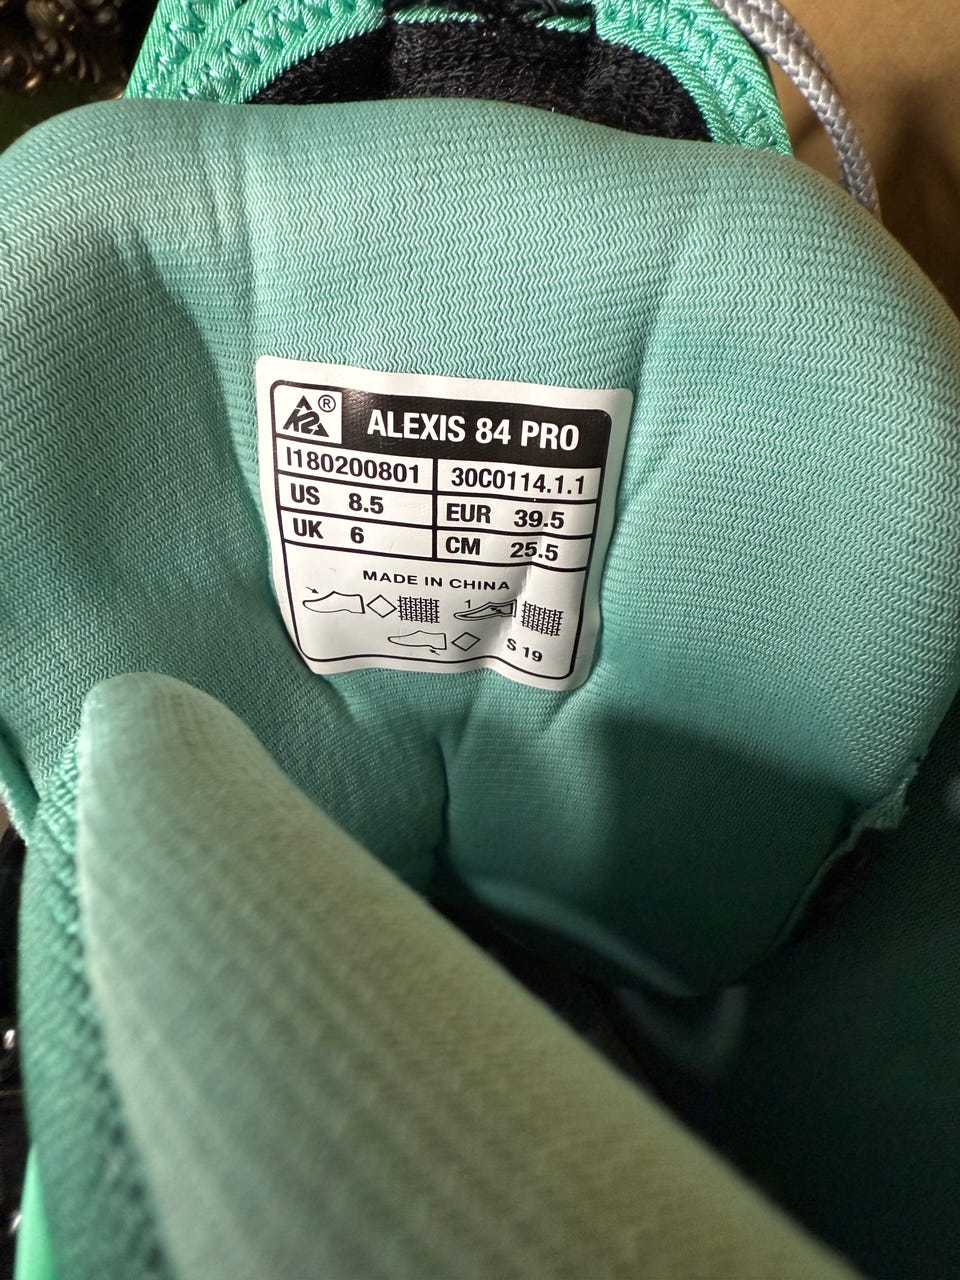 K2 ® ALEXIS 84 PRO
I180200801 30C0114.1.1
US 8.5 EUR 39.5
UK 6 CM 25.5
MADE IN CHINA
1
S 19